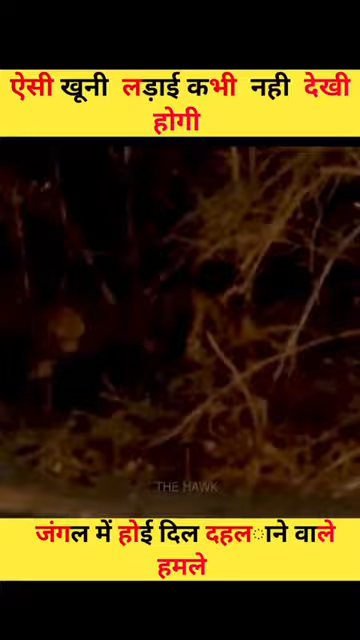 ऐसी खूनी लड़ाई कभी नही देखी
होगी
THE HAWK
जंगल में होई दिल दहलाने वाले
हमले